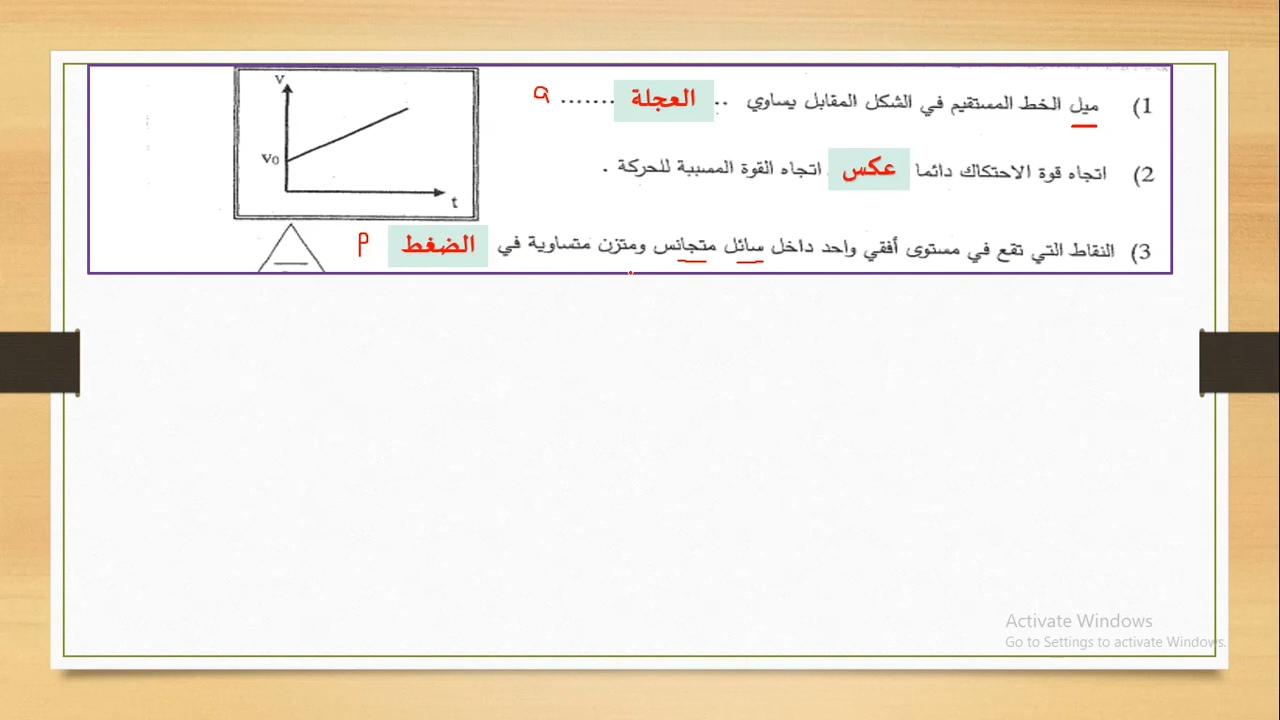 1) ميل الخط المستقيم في الشكل المقابل يساوي .. العجلة ....... a
v
v0
t
2) اتجاه قوة الاحتكاك دائما عكس اتجاه القوة المسببة للحركة .
3) النقاط التي تقع في مستوى أفقي واحد داخل سائل متجانس ومتزن متساوية في الضغط P
Activate Windows
Go to Settings to activate Windows.